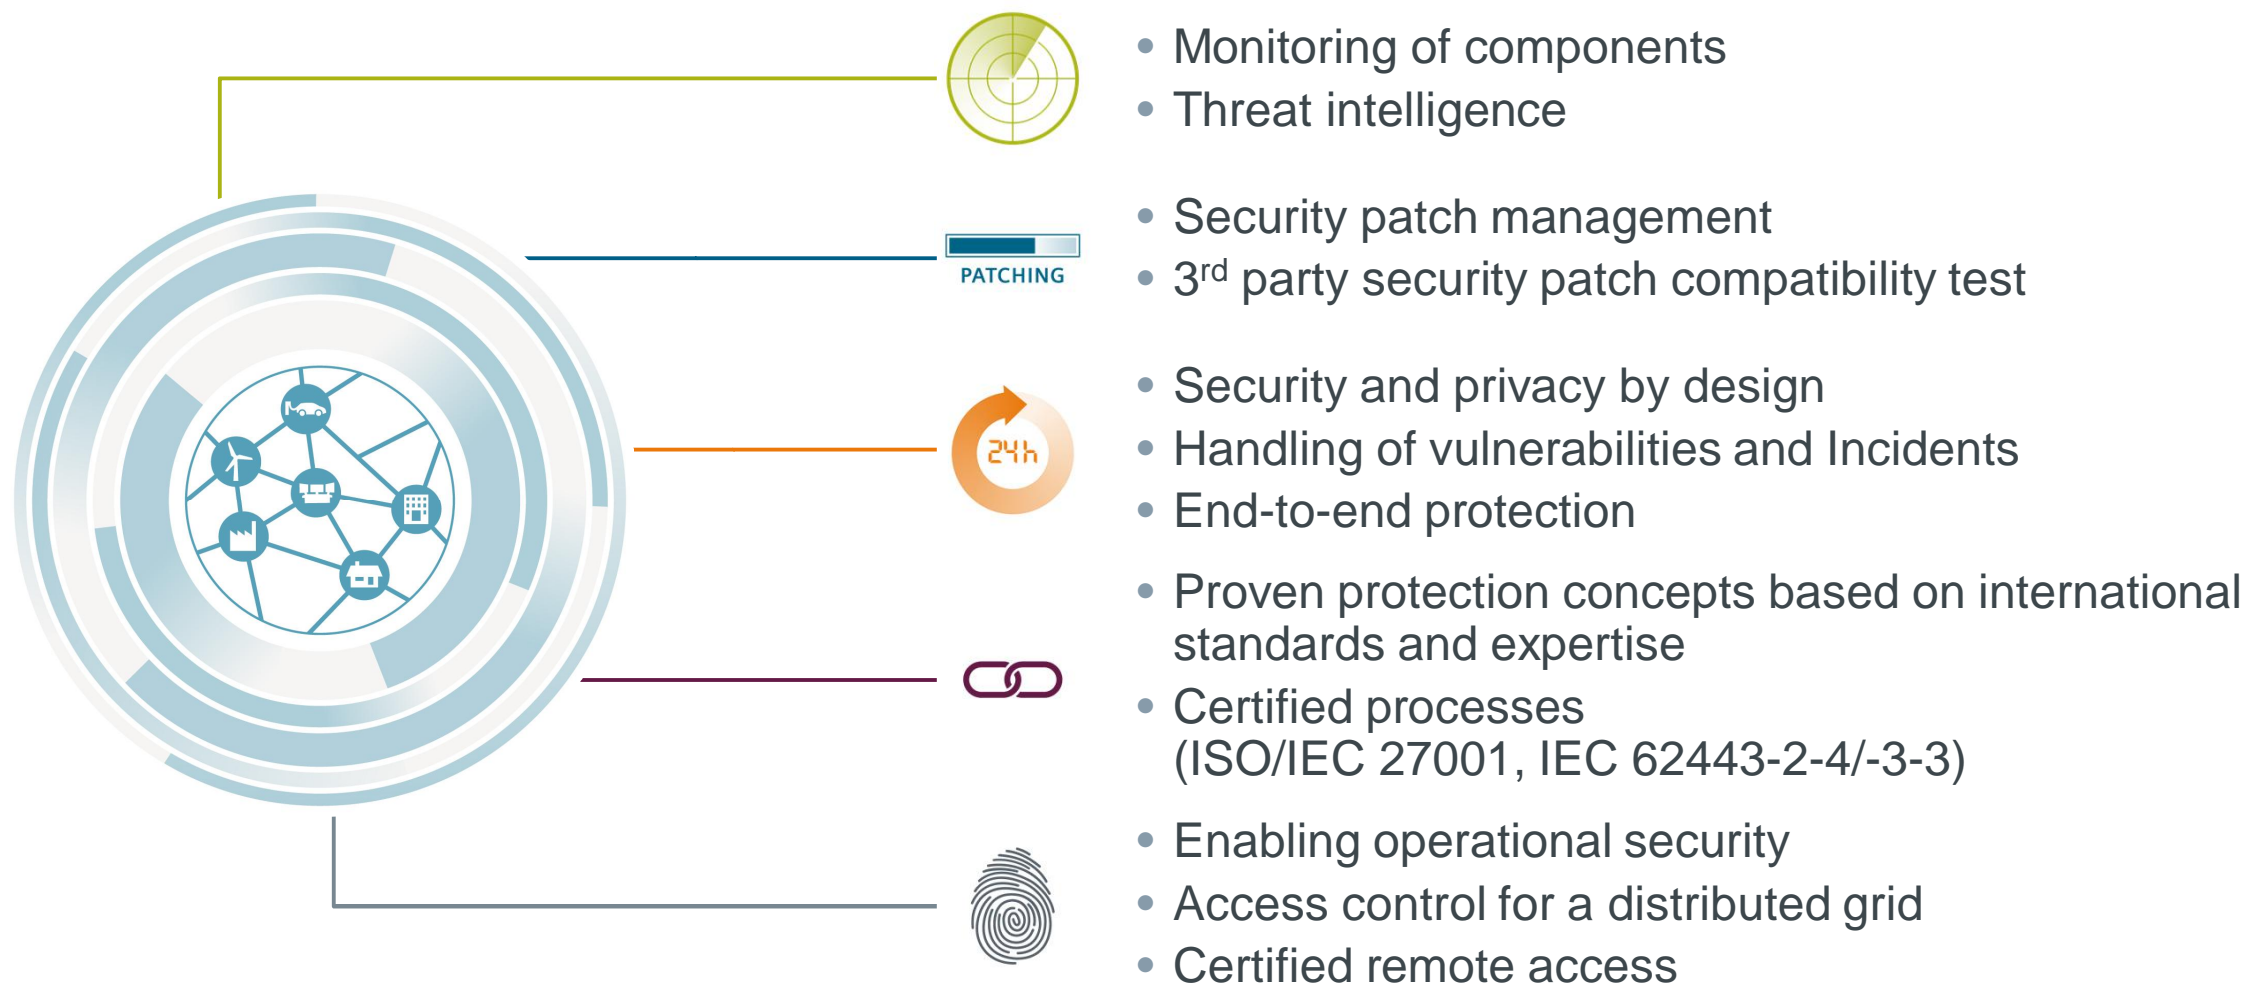 • Monitoring of components
• Threat intelligence
PATCHING
• Security patch management
• 3rd party security patch compatibility test
24h
• Security and privacy by design
• Handling of vulnerabilities and Incidents
• End-to-end protection
• Proven protection concepts based on international
standards and expertise
• Certified processes
(ISO/IEC 27001, IEC 62443-2-4/-3-3)
• Enabling operational security
• Access control for a distributed grid
• Certified remote access